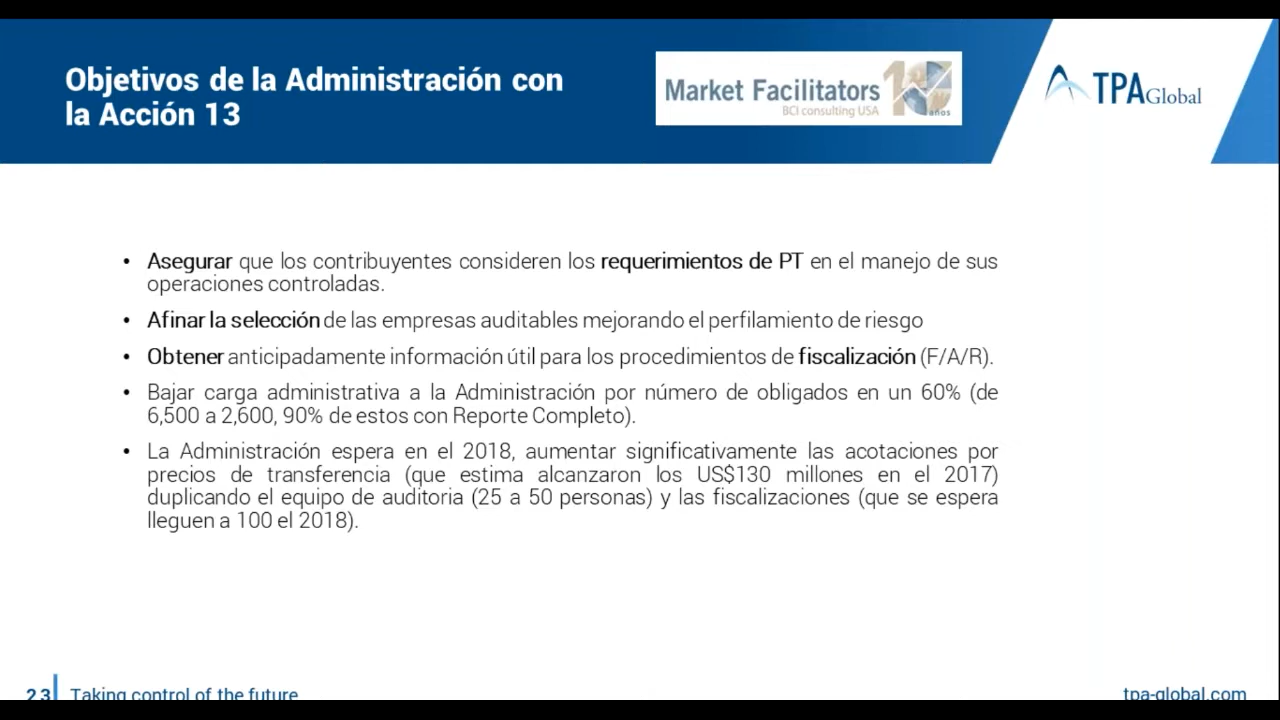 Objetivos de la Administración con
la Acción 13
Market Facilitators 10
BCI consulting USA años
TPA Global
• Asegurar que los contribuyentes consideren los requerimientos de PT en el manejo de sus
operaciones controladas.
• Afinar la selección de las empresas auditables mejorando el perfilamiento de riesgo
• Obtener anticipadamente información útil para los procedimientos de fiscalización (F/A/R).
• Bajar carga administrativa a la Administración por número de obligados en un 60% (de
6,500 a 2,600, 90% de estos con Reporte Completo).
• La Administración espera en el 2018, aumentar significativamente las acotaciones por
precios de transferencia (que estima alcanzaron los US$130 millones en el 2017)
duplicando el equipo de auditoria (25 a 50 personas) y las fiscalizaciones (que se espera
lleguen a 100 el 2018).
23 Taking control of the future
tpa-global.com